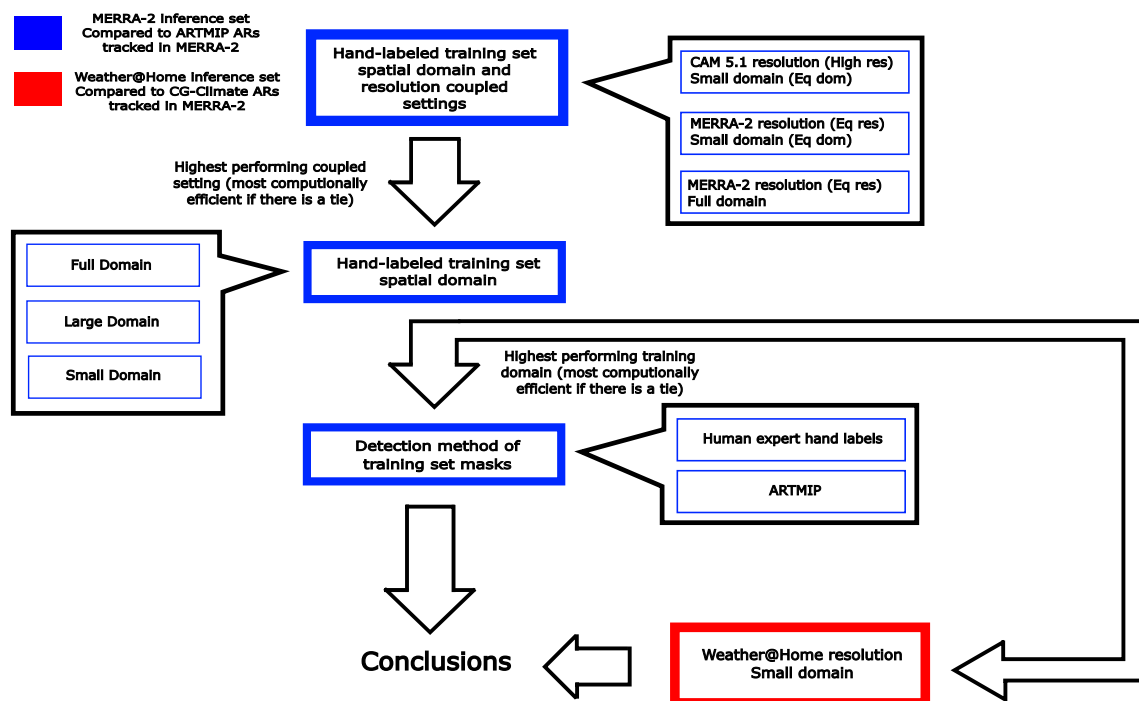 MERRA-2 Inference set
Compared to ARTMIP ARs
tracked in MERRA-2
Weather@Home inference set
Compared to CG-Climate ARs
tracked in MERRA-2
Hand-labeled training set
spatial domain and
resolution coupled
settings
CAM 5.1 resolution (High res)
Small domain (Eq dom)
MERRA-2 resolution (Eq res)
Small domain (Eq dom)
MERRA-2 resolution (Eq res)
Full domain
Highest performing coupled
setting (most computionally
efficient if there is a tie)
Full Domain
Large Domain
Small Domain
Hand-labeled training set
spatial domain
Highest performing training
domain (most computionally
efficient if there is a tie)
Detection method of
training set masks
Human expert hand labels
ARTMIP
Conclusions
Weather@Home resolution
Small domain